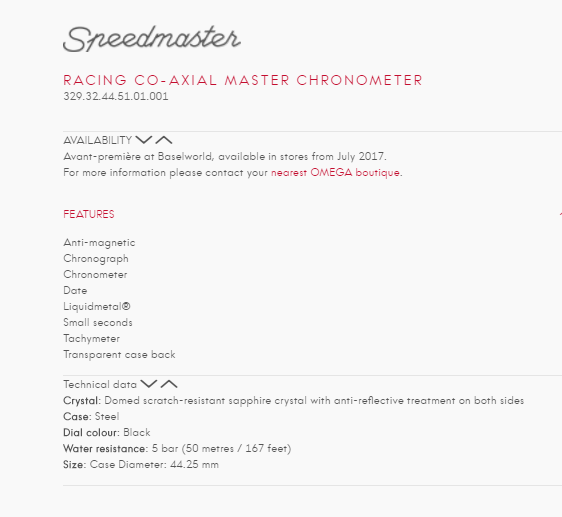 Speedmaster
RACING CO-AXIAL MASTER CHRONOMETER
329.32.44.51.01.001
AVAILABILITY
Avant-première at Baselworld, available in stores from July 2017.
For more information please contact your nearest OMEGA boutique.
FEATURES
Anti-magnetic
Chronograph
Chronometer
Date
Liquidmetal®
Small seconds
Tachymeter
Transparent case back
Technical data
Crystal: Domed scratch-resistant sapphire crystal with anti-reflective treatment on both sides
Case: Steel
Dial colour: Black
Water resistance: 5 bar (50 metres / 167 feet)
Size: Case Diameter: 44.25 mm